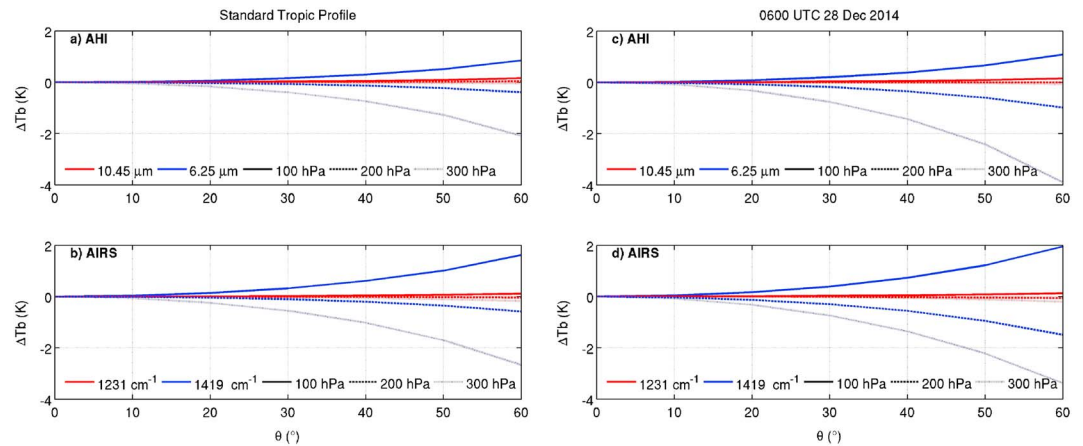 Standard Tropic Profile
a) AHI
ΔTb (K)
2
0
-2
-4
10.45 μm 6.25 μm 100 hPa 200 hPa 300 hPa
0 10 20 30 40 50 60
0600 UTC 28 Dec 2014
c) AHI
ΔTb (K)
2
0
-2
-4
10.45 μm 6.25 μm 100 hPa 200 hPa 300 hPa
0 10 20 30 40 50 60
b) AIRS
ΔTb (K)
2
0
-2
-4
1231 cm⁻¹ 1419 cm⁻¹ 100 hPa 200 hPa 300 hPa
0 10 20 30 40 50 60
θ (°)
d) AIRS
ΔTb (K)
2
0
-2
-4
1231 cm⁻¹ 1419 cm⁻¹ 100 hPa 200 hPa 300 hPa
0 10 20 30 40 50 60
θ (°)